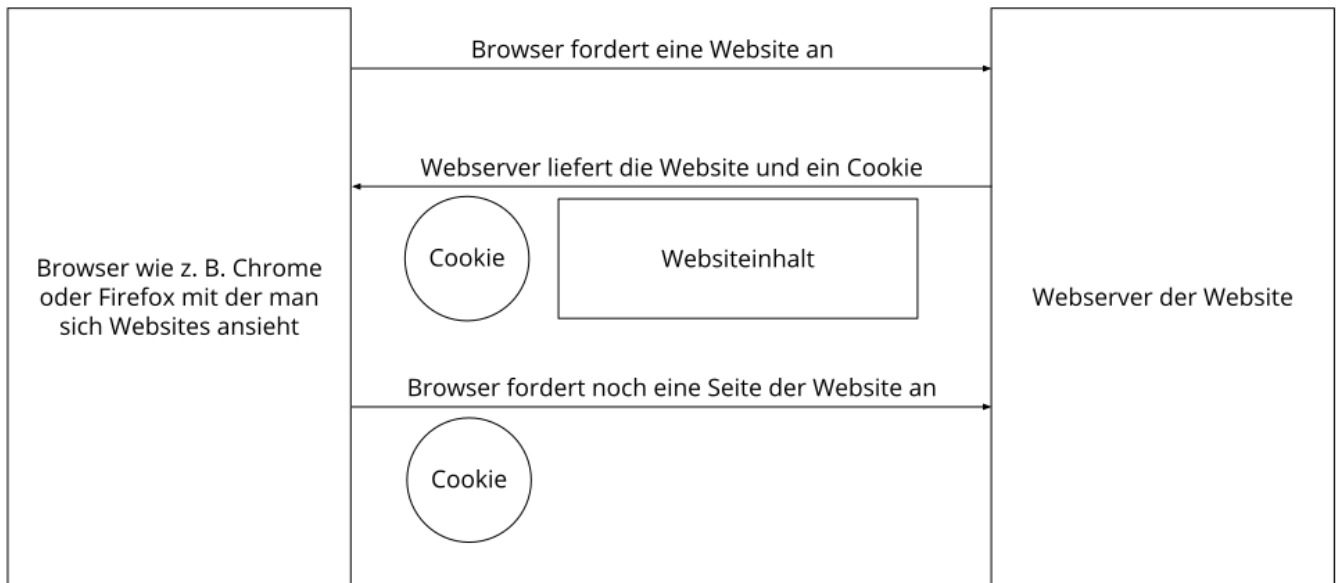 Browser fordert eine Website an
Webserver liefert die Website und ein Cookie
Cookie
Websiteinhalt
Browser wie z. B. Chrome
oder Firefox mit der man
sich Websites ansieht
Webserver der Website
Browser fordert noch eine Seite der Website an
Cookie